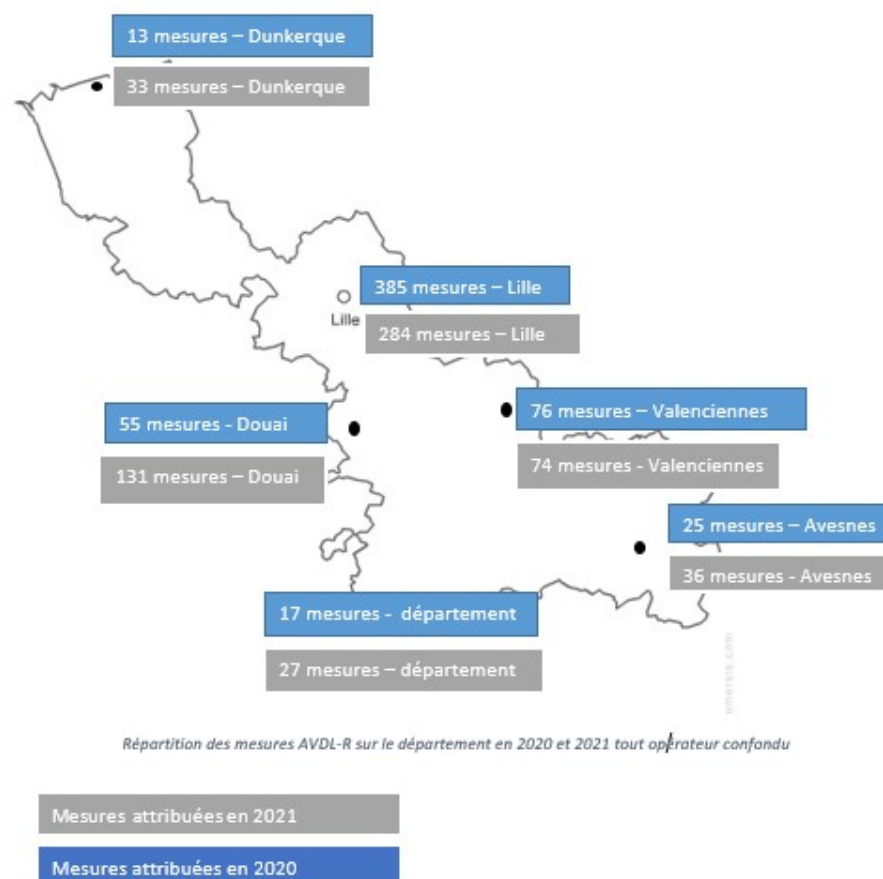 13 mesures – Dunkerque
33 mesures – Dunkerque
385 mesures – Lille
Lille
284 mesures – Lille
55 mesures - Douai
76 mesures – Valenciennes
131 mesures – Douai
74 mesures - Valenciennes
25 mesures – Avesnes
36 mesures - Avesnes
17 mesures - département
27 mesures – département
omersia.com
Répartition des mesures AVDL-R sur le département en 2020 et 2021 tout opérateur confondu
Mesures attribuées en 2021
Mesures attribuées en 2020